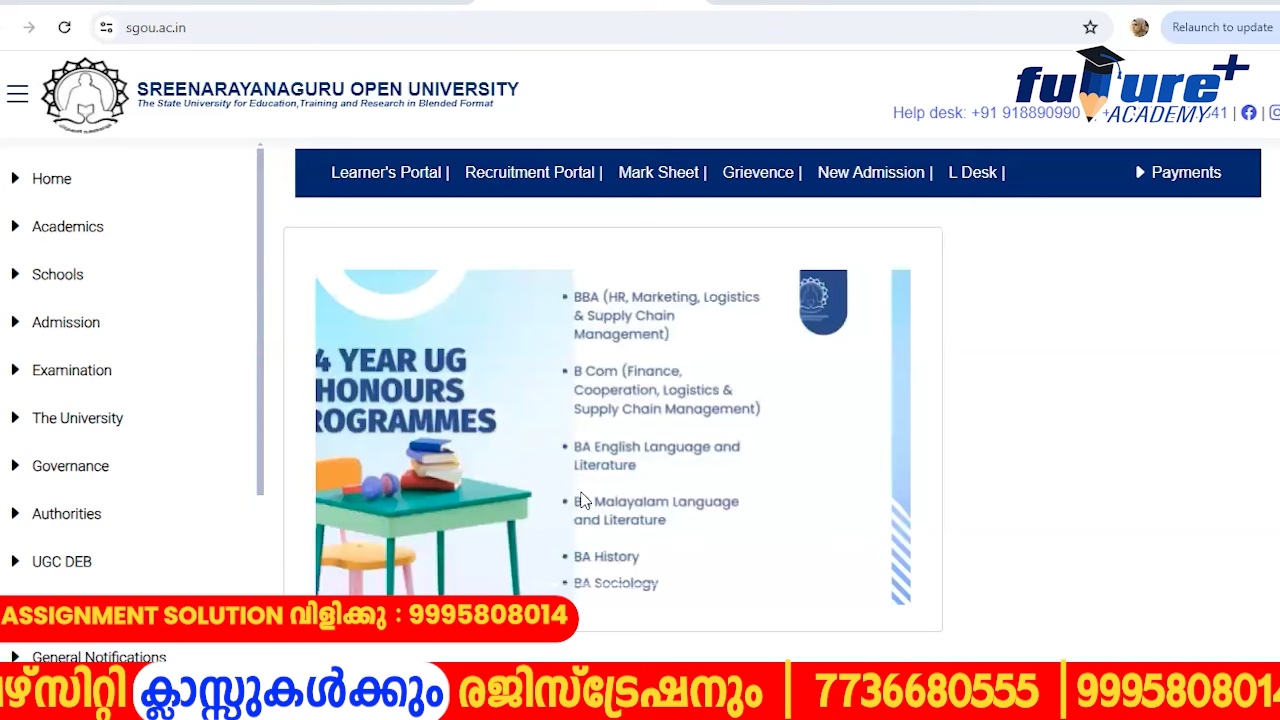 sgou.ac.in
Relaunch to update
SREENARAYANAGURU OPEN UNIVERSITY
The State University for Education,Training and Research in Blended Format
future+
ACADEMY
Help desk: +91 918890990
41 |
Home
Academics
Schools
Admission
Examination
The University
Governance
Authorities
UGC DEB
General Notifications
Learner's Portal | Recruitment Portal | Mark Sheet | Grievence | New Admission | L Desk | Payments
4 YEAR UG
HONOURS
ROGRAMMES
• BBA (HR, Marketing, Logistics
& Supply Chain
Management)
• B Com (Finance,
Cooperation, Logistics &
Supply Chain Management)
• BA English Language and
Literature
• BA Malayalam Language
and Literature
• BA History
• BA Sociology
ASSIGNMENT SOLUTION വിളിക്കു : 9995808014
ഴ്സിറ്റി ക്ലാസ്സുകൾക്കും രജിസ്ട്രേഷനും | 7736680555 | 999580801